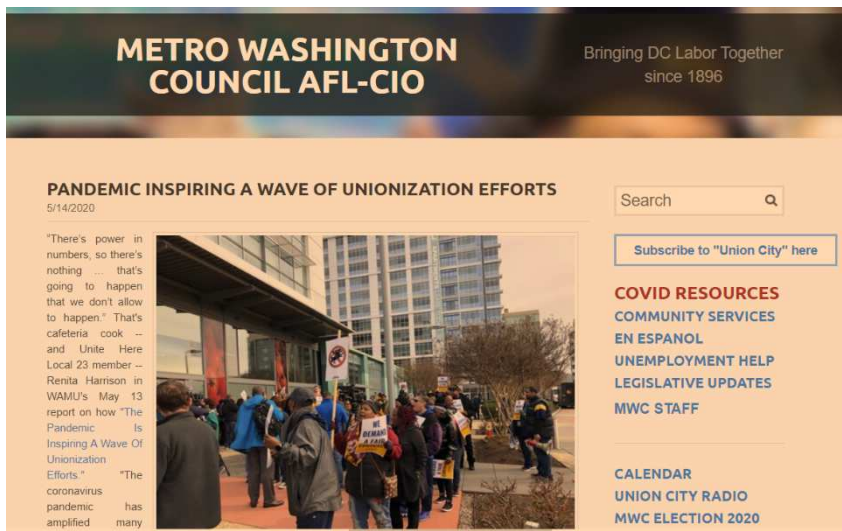 METRO WASHINGTON
COUNCIL AFL-CIO
Bringing DC Labor Together
since 1896
PANDEMIC INSPIRING A WAVE OF UNIONIZATION EFFORTS
5/14/2020
"There's power in
numbers, so there's
nothing ... that's
going to happen
that we don't allow
to happen." That's
cafeteria cook --
and Unite Here
Local 23 member --
Renita Harrison in
WAMU's May 13
report on how "The
Pandemic Is
Inspiring A Wave Of
Unionization
Efforts." "The
coronavirus
pandemic has
amplified many
WE
DEMAND
A FAIR
Search
Subscribe to "Union City" here
COVID RESOURCES
COMMUNITY SERVICES
EN ESPANOL
UNEMPLOYMENT HELP
LEGISLATIVE UPDATES
MWC STAFF
CALENDAR
UNION CITY RADIO
MWC ELECTION 2020